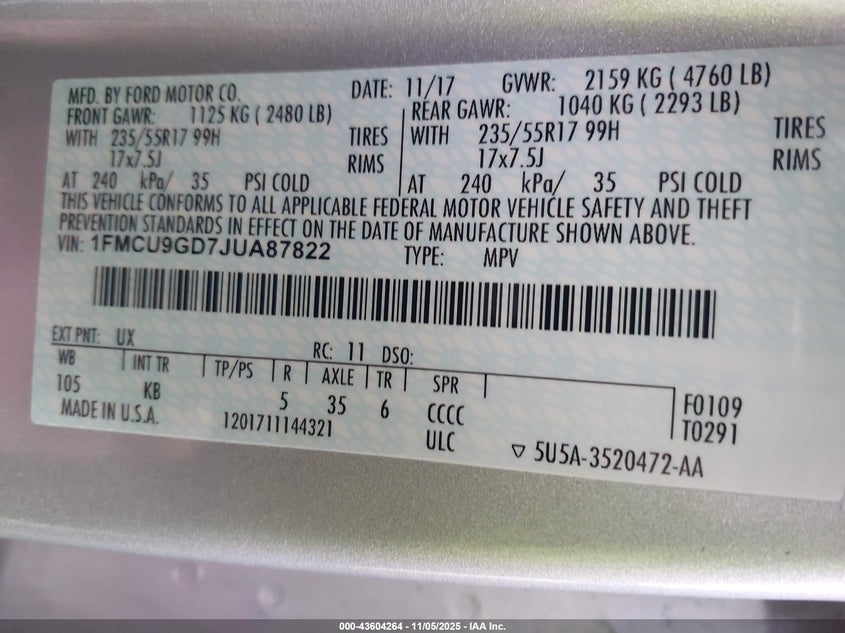 MFD. BY FORD MOTOR CO. DATE: 11/17 GVWR: 2159 KG ( 4760 LB)
FRONT GAWR: 1125 KG ( 2480 LB) REAR GAWR: 1040 KG ( 2293 LB)
WITH 235/55R17 99H TIRES WITH 235/55R17 99H TIRES
17x7.5J RIMS 17x7.5J RIMS
AT 240 kPa/ 35 PSI COLD AT 240 kPa/ 35 PSI COLD
THIS VEHICLE CONFORMS TO ALL APPLICABLE FEDERAL MOTOR VEHICLE SAFETY AND THEFT
PREVENTION STANDARDS IN EFFECT ON THE DATE OF MANUFACTURE SHOWN ABOVE.
VIN: 1FMCU9GD7JUA87822 TYPE: MPV
EXT PNT: UX RC: 11 DSO:
WB INT TR TP/PS R AXLE TR SPR
105 KB 5 35 6 CCCC F0109
MADE IN U.S.A. 1201711144321 ULC T0291
5U5A-3520472-AA
000-43604264 - 11/05/2025 - IAA Inc.